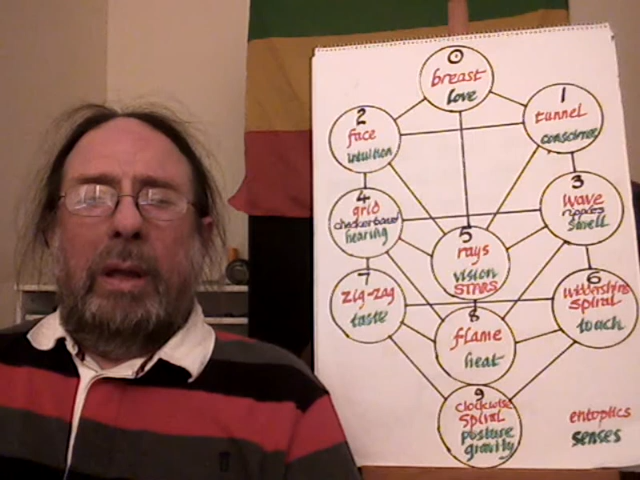 0
breast
love
1
tunnel
conscience
2
face
intuition
3
wave
ripples
smell
4
grid
checkerboard
hearing
5
rays
vision
STARS
6
widdershins
spiral
touch
7
zig-zag
taste
8
flame
heat
9
clockwise
spiral
posture
gravity
entoptics
senses